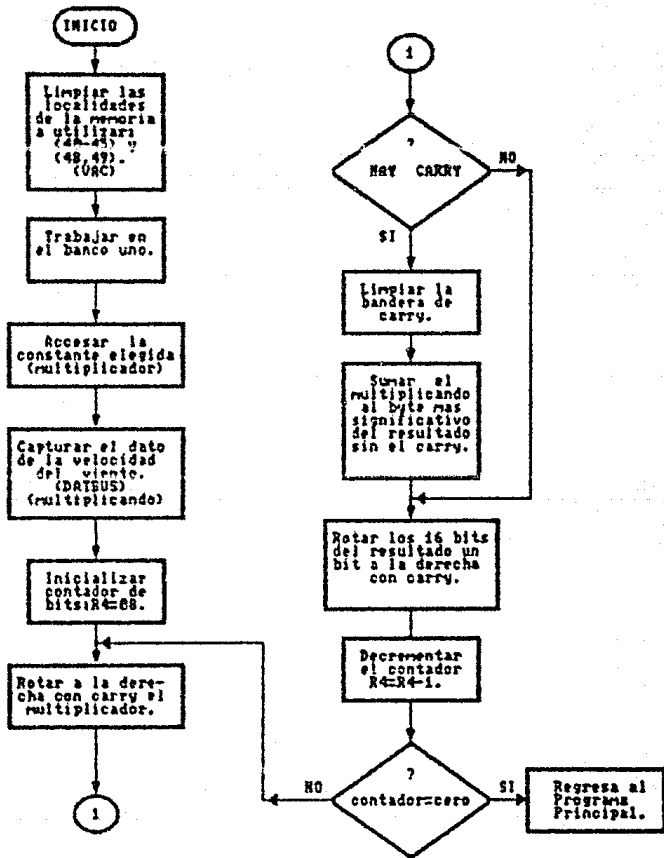 INICIO
Limpiar las
localidades
de la memoria
a utilizar:
(40-45) y
(48,49).
(VAC)
Trabajar en
el banco uno.
Accesar la
constante elegida
(multiplicador)
Capturar el dato
de la velocidad
del viento.
(DATBUS)
(multiplicando)
Inicializar
contador de
bits:R4=08.
Rotar a la dere-
cha con carry el
multiplicador.
1
1
?
HAY CARRY
NO
SI
Limpiar la
bandera de
carry.
Sumar el
multiplicando
al byte mas
significativo
del resultado
sin el carry.
Rotar los 16 bits
del resultado un
bit a la derecha
con carry.
Decrementar
el contador
R4=R4-1.
?
contador=cero
NO
SI
Regresa al
Programa
Principal.